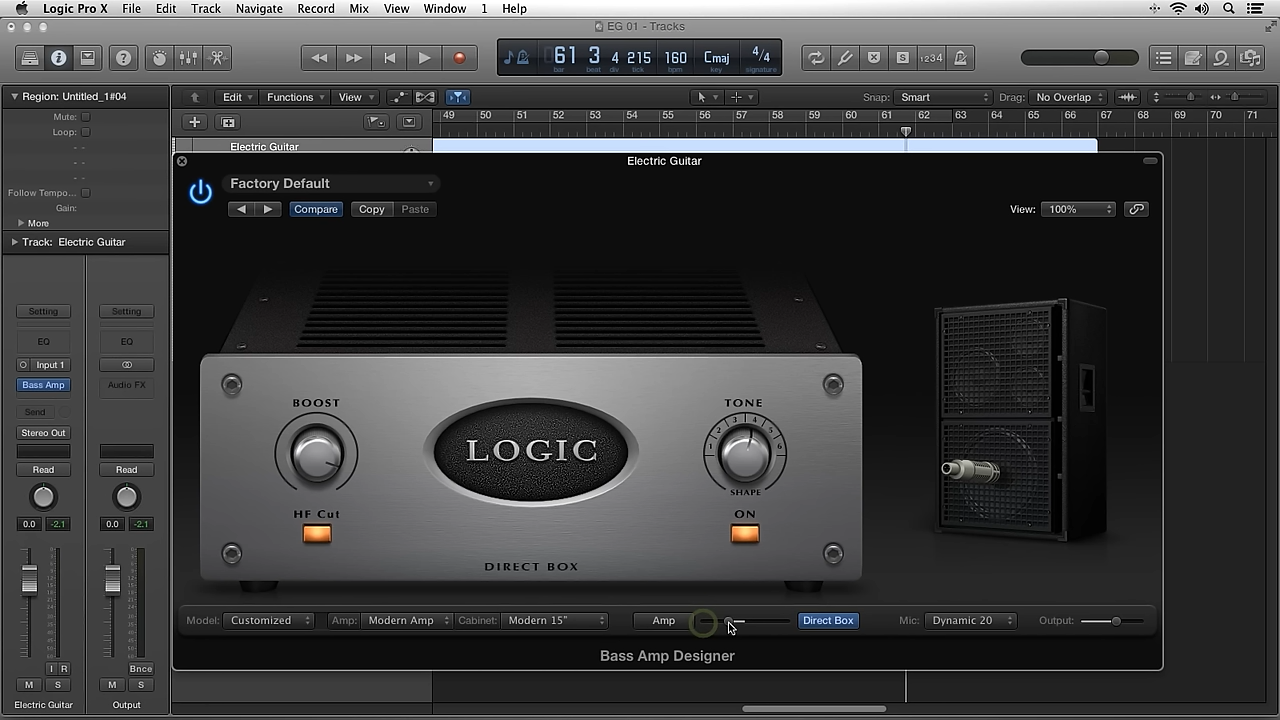 Logic Pro X File Edit Track Navigate Record Mix View Window 1 Help
EG 01 - Tracks
61 3 4 215 160 Cmaj 4/4
bar beat div tick bpm key signature
1234
Region: Untitled_1#04
Edit Functions View Snap: Smart Drag: No Overlap
Mute:
Loop:
49 50 51 52 53 54 55 56 57 58 59 60 61 62 63 64 65 66 67 68 69 70 71
Electric Guitar
Electric Guitar
Follow Tempo...
Gain:
More
Track: Electric Guitar
Factory Default
Compare Copy Paste View: 100%
Setting Setting
EQ EQ
Input 1
Bass Amp Audio FX
Send
Stereo Out
Read Read
0.0 -2.1 0.0 -2.1
I R Bnce
M S M S
Electric Guitar Output
BOOST TONE
1 2 3 4 5 6
LOGIC
SHAPE
HF Cut ON
DIRECT BOX
Model: Customized Amp: Modern Amp Cabinet: Modern 15" Amp Direct Box Mic: Dynamic 20 Output:
Bass Amp Designer